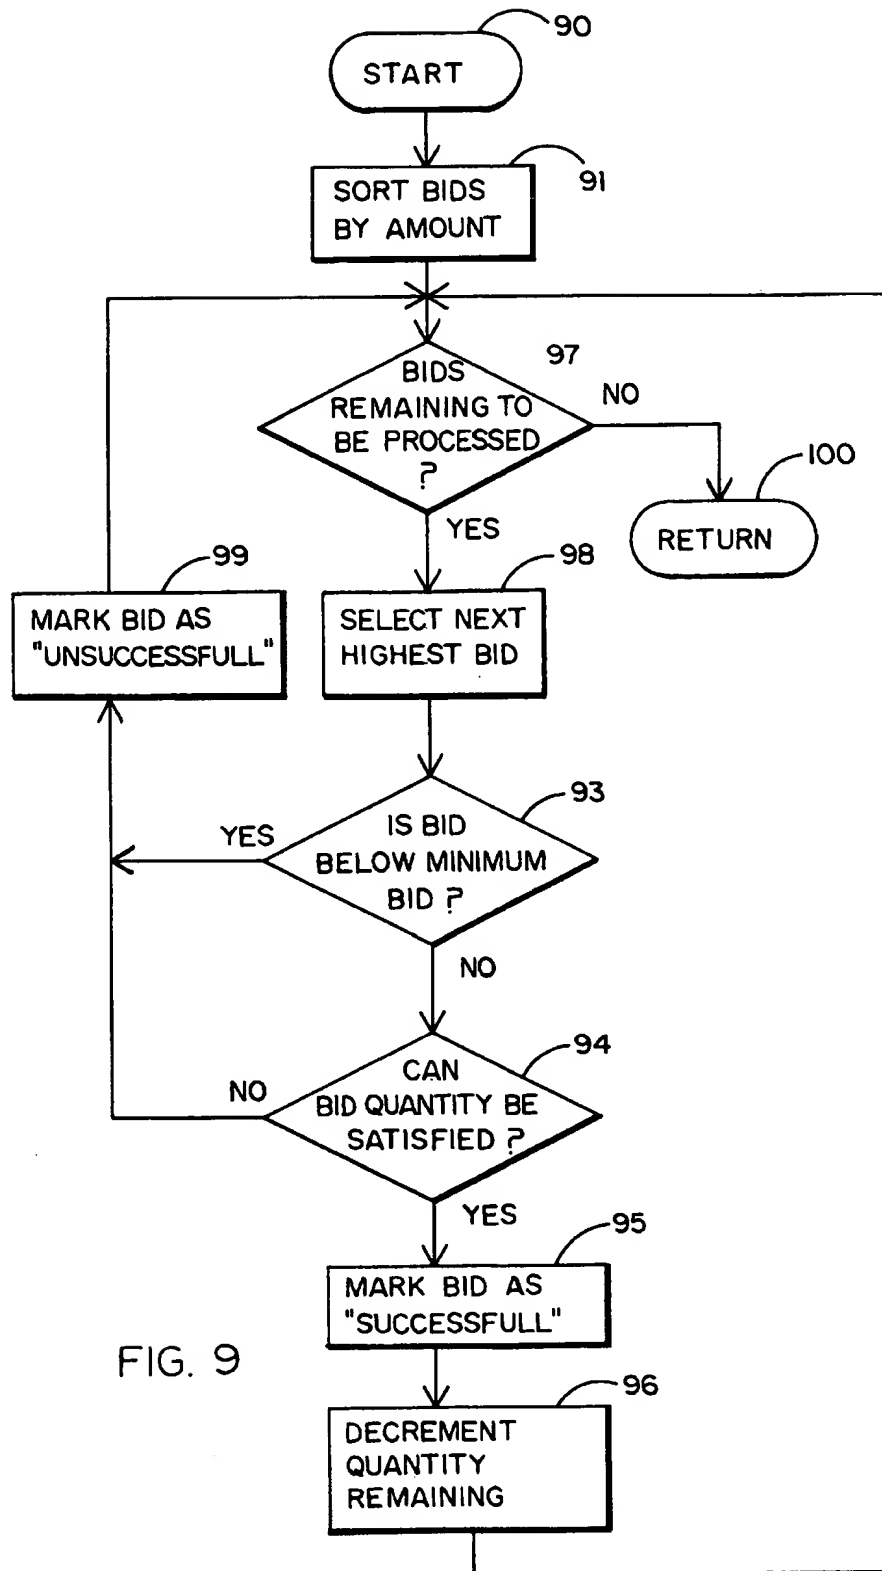 90
START
91
SORT BIDS
BY AMOUNT
97
BIDS
REMAINING TO
BE PROCESSED
?
NO
100
RETURN
YES
99
MARK BID AS
"UNSUCCESSFULL"
98
SELECT NEXT
HIGHEST BID
93
YES
IS BID
BELOW MINIMUM
BID ?
NO
94
NO
CAN
BID QUANTITY BE
SATISFIED ?
YES
95
MARK BID AS
"SUCCESSFULL"
FIG. 9
96
DECREMENT
QUANTITY
REMAINING